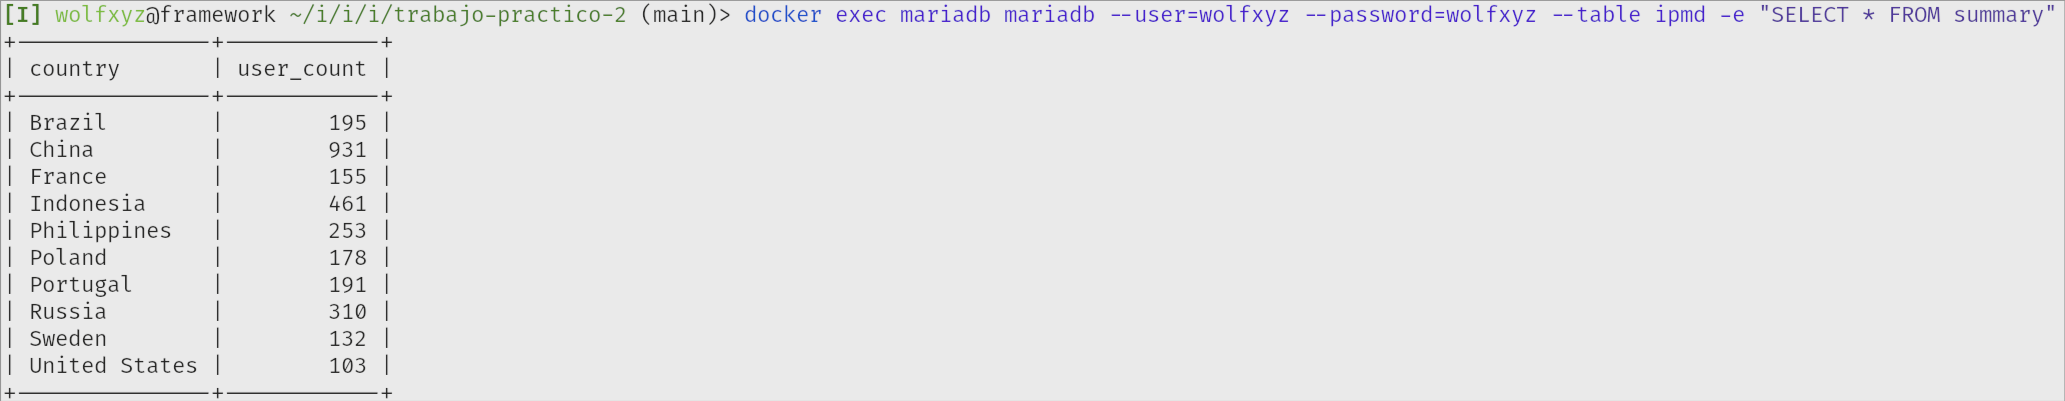 [I] wolfxyz@framework ~/i/i/i/trabajo-practico-2 (main)> docker exec mariadb mariadb --user=wolfxyz --password=wolfxyz --table ipmd -e "SELECT * FROM summary"
+---------------+------------+
| country       | user_count |
+---------------+------------+
| Brazil        |        195 |
| China         |        931 |
| France        |        155 |
| Indonesia     |        461 |
| Philippines   |        253 |
| Poland        |        178 |
| Portugal      |        191 |
| Russia        |        310 |
| Sweden        |        132 |
| United States |        103 |
+---------------+------------+